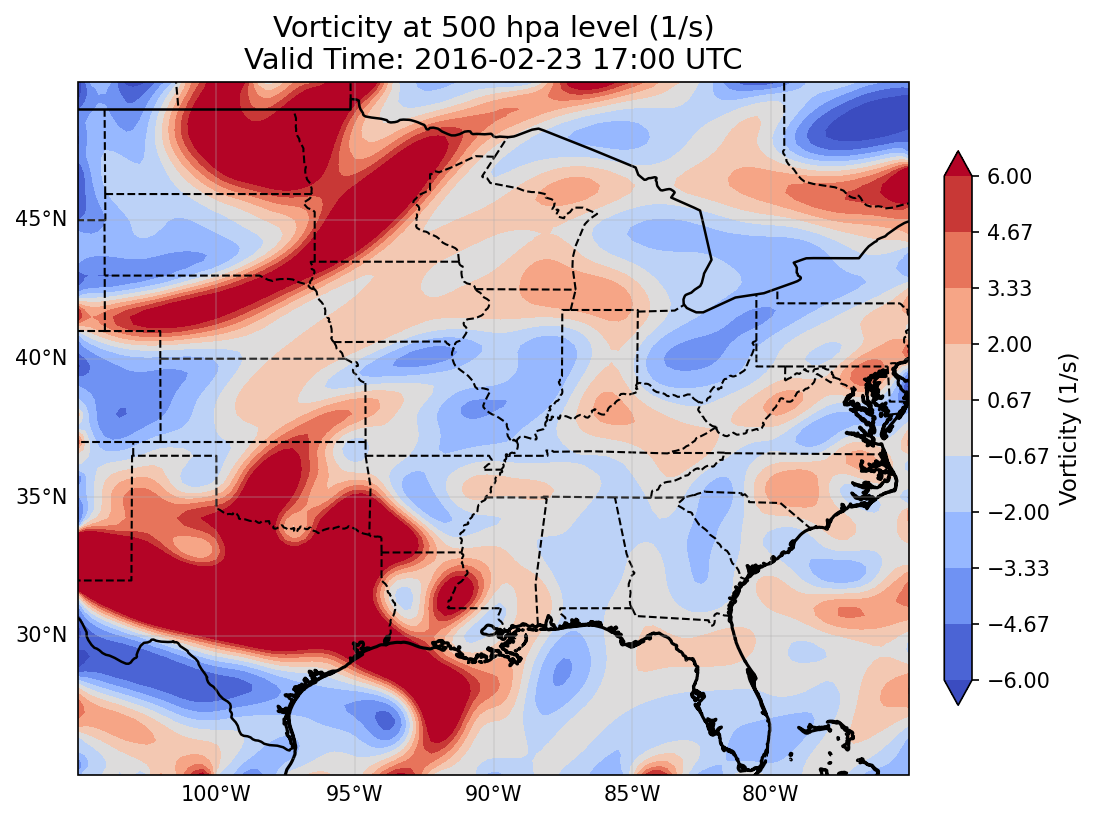 Vorticity at 500 hpa level (1/s)
Valid Time: 2016-02-23 17:00 UTC
45°N
40°N
35°N
30°N
100°W
95°W
90°W
85°W
80°W
6.00
4.67
3.33
2.00
0.67
−0.67
−2.00
−3.33
−4.67
−6.00
Vorticity (1/s)